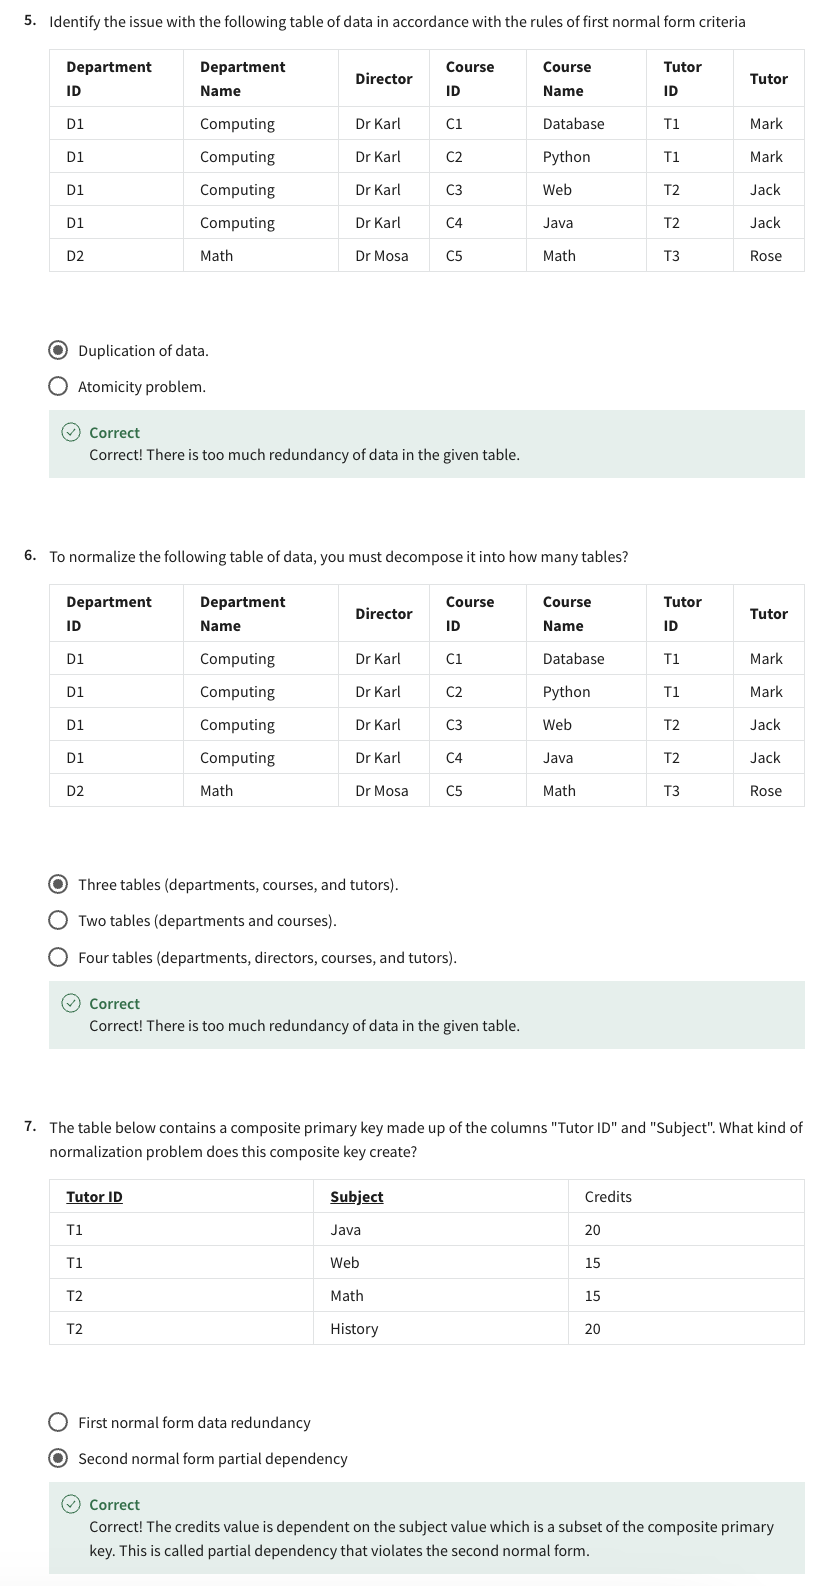 5. Identify the issue with the following table of data in accordance with the rules of first normal form criteria
Department ID Department Name Director Course ID Course Name Tutor ID Tutor
D1 Computing Dr Karl C1 Database T1 Mark
D1 Computing Dr Karl C2 Python T1 Mark
D1 Computing Dr Karl C3 Web T2 Jack
D1 Computing Dr Karl C4 Java T2 Jack
D2 Math Dr Mosa C5 Math T3 Rose
Duplication of data.
Atomicity problem.
Correct
Correct! There is too much redundancy of data in the given table.
6. To normalize the following table of data, you must decompose it into how many tables?
Department ID Department Name Director Course ID Course Name Tutor ID Tutor
D1 Computing Dr Karl C1 Database T1 Mark
D1 Computing Dr Karl C2 Python T1 Mark
D1 Computing Dr Karl C3 Web T2 Jack
D1 Computing Dr Karl C4 Java T2 Jack
D2 Math Dr Mosa C5 Math T3 Rose
Three tables (departments, courses, and tutors).
Two tables (departments and courses).
Four tables (departments, directors, courses, and tutors).
Correct
Correct! There is too much redundancy of data in the given table.
7. The table below contains a composite primary key made up of the columns "Tutor ID" and "Subject". What kind of
normalization problem does this composite key create?
Tutor ID Subject Credits
T1 Java 20
T1 Web 15
T2 Math 15
T2 History 20
First normal form data redundancy
Second normal form partial dependency
Correct
Correct! The credits value is dependent on the subject value which is a subset of the composite primary
key. This is called partial dependency that violates the second normal form.